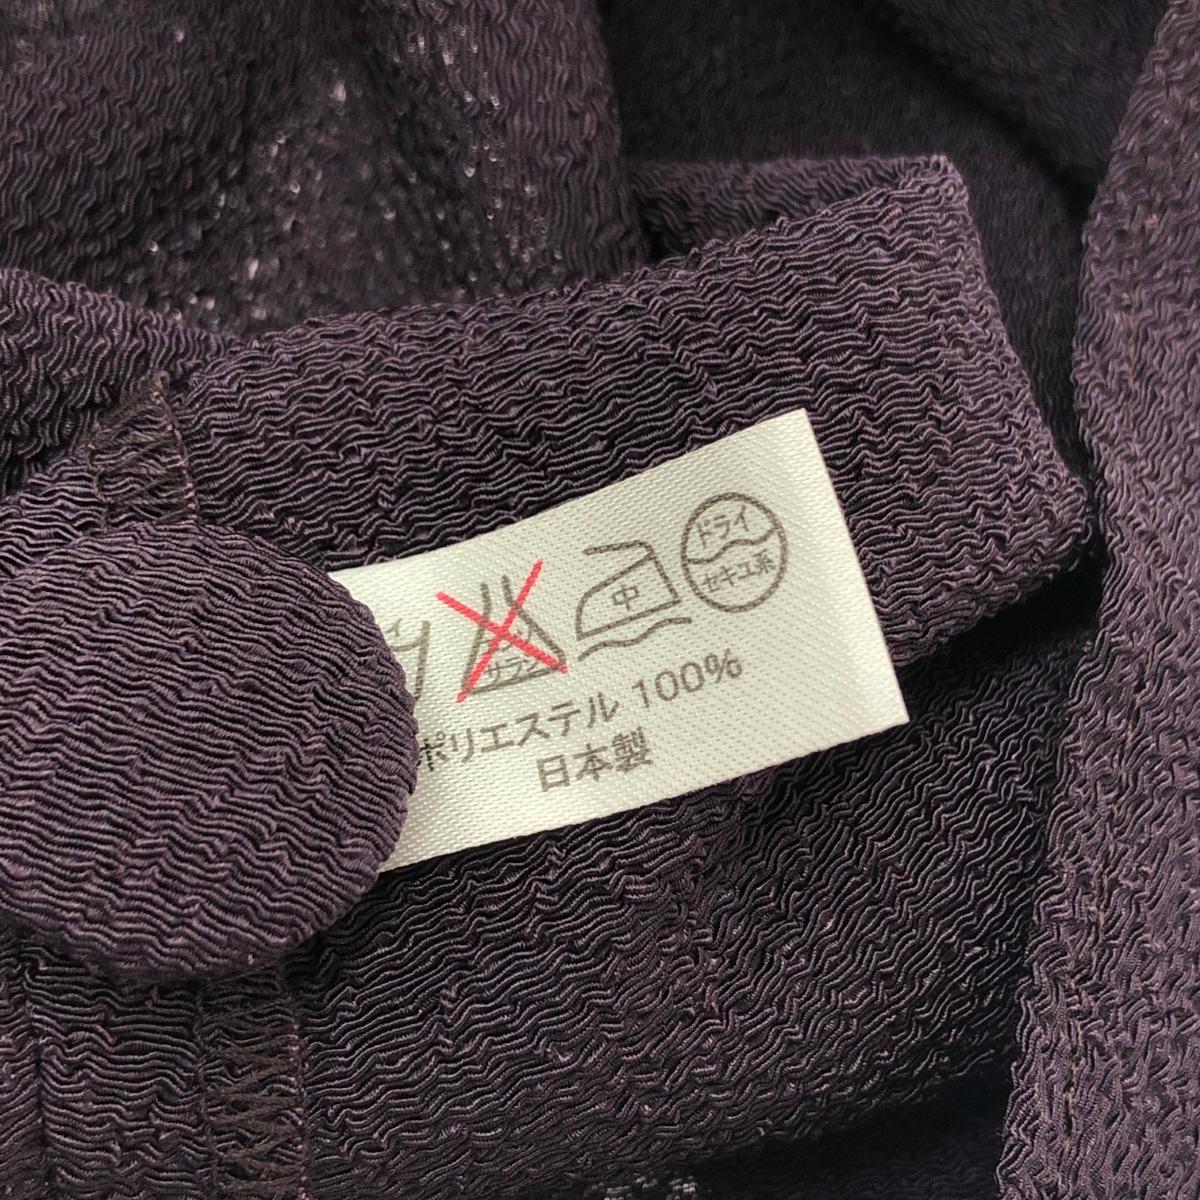 ドライ
セキユ系
中
サラシ
ポリエステル 100%
日本製